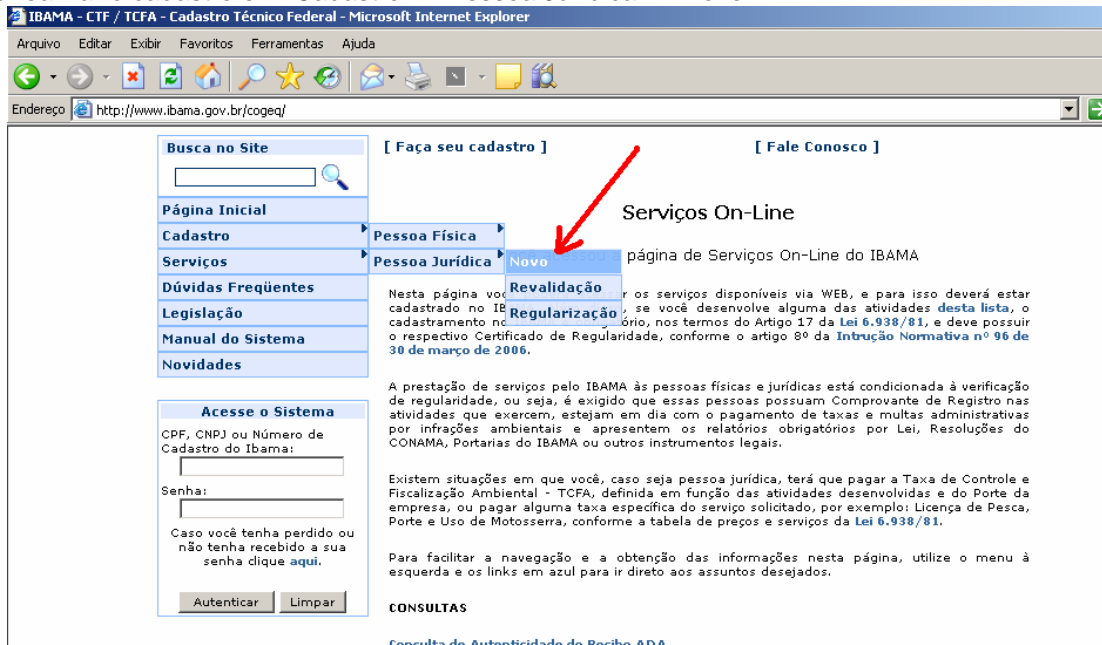 IBAMA - CTF / TCFA - Cadastro Técnico Federal - Microsoft Internet Explorer
Arquivo Editar Exibir Favoritos Ferramentas Ajuda
Endereço http://www.ibama.gov.br/cogeq/
Busca no Site
[ Faça seu cadastro ] [ Fale Conosco ]
Página Inicial
Cadastro
Serviços
Dúvidas Freqüentes
Legislação
Manual do Sistema
Novidades
Pessoa Física
Pessoa Jurídica
Novo
Revalidação
Regularização
Serviços On-Line
a página de Serviços On-Line do IBAMA
Nesta página você os serviços disponíveis via WEB, e para isso deverá estar
cadastrado no , se você desenvolve alguma das atividades desta lista, o
cadastramento no , nos termos do Artigo 17 da Lei 6.938/81, e deve possuir
o respectivo Certificado de Regularidade, conforme o artigo 8º da Intrução Normativa nº 96 de
30 de março de 2006.
A prestação de serviços pelo IBAMA às pessoas físicas e jurídicas está condicionada à verificação
de regularidade, ou seja, é exigido que essas pessoas possuam Comprovante de Registro nas
atividades que exercem, estejam em dia com o pagamento de taxas e multas administrativas
por infrações ambientais e apresentem os relatórios obrigatórios por Lei, Resoluções do
CONAMA, Portarias do IBAMA ou outros instrumentos legais.
Existem situações em que você, caso seja pessoa jurídica, terá que pagar a Taxa de Controle e
Fiscalização Ambiental - TCFA, definida em função das atividades desenvolvidas e do Porte da
empresa, ou pagar alguma taxa específica do serviço solicitado, por exemplo: Licença de Pesca,
Porte e Uso de Motosserra, conforme a tabela de preços e serviços da Lei 6.938/81.
Para facilitar a navegação e a obtenção das informações nesta página, utilize o menu à
esquerda e os links em azul para ir direto aos assuntos desejados.
CONSULTAS
Consulta de Autenticidade do Recibo ADA
Acesse o Sistema
CPF, CNPJ ou Número de
Cadastro do Ibama:
Senha:
Caso você tenha perdido ou
não tenha recebido a sua
senha clique aqui.
Autenticar Limpar